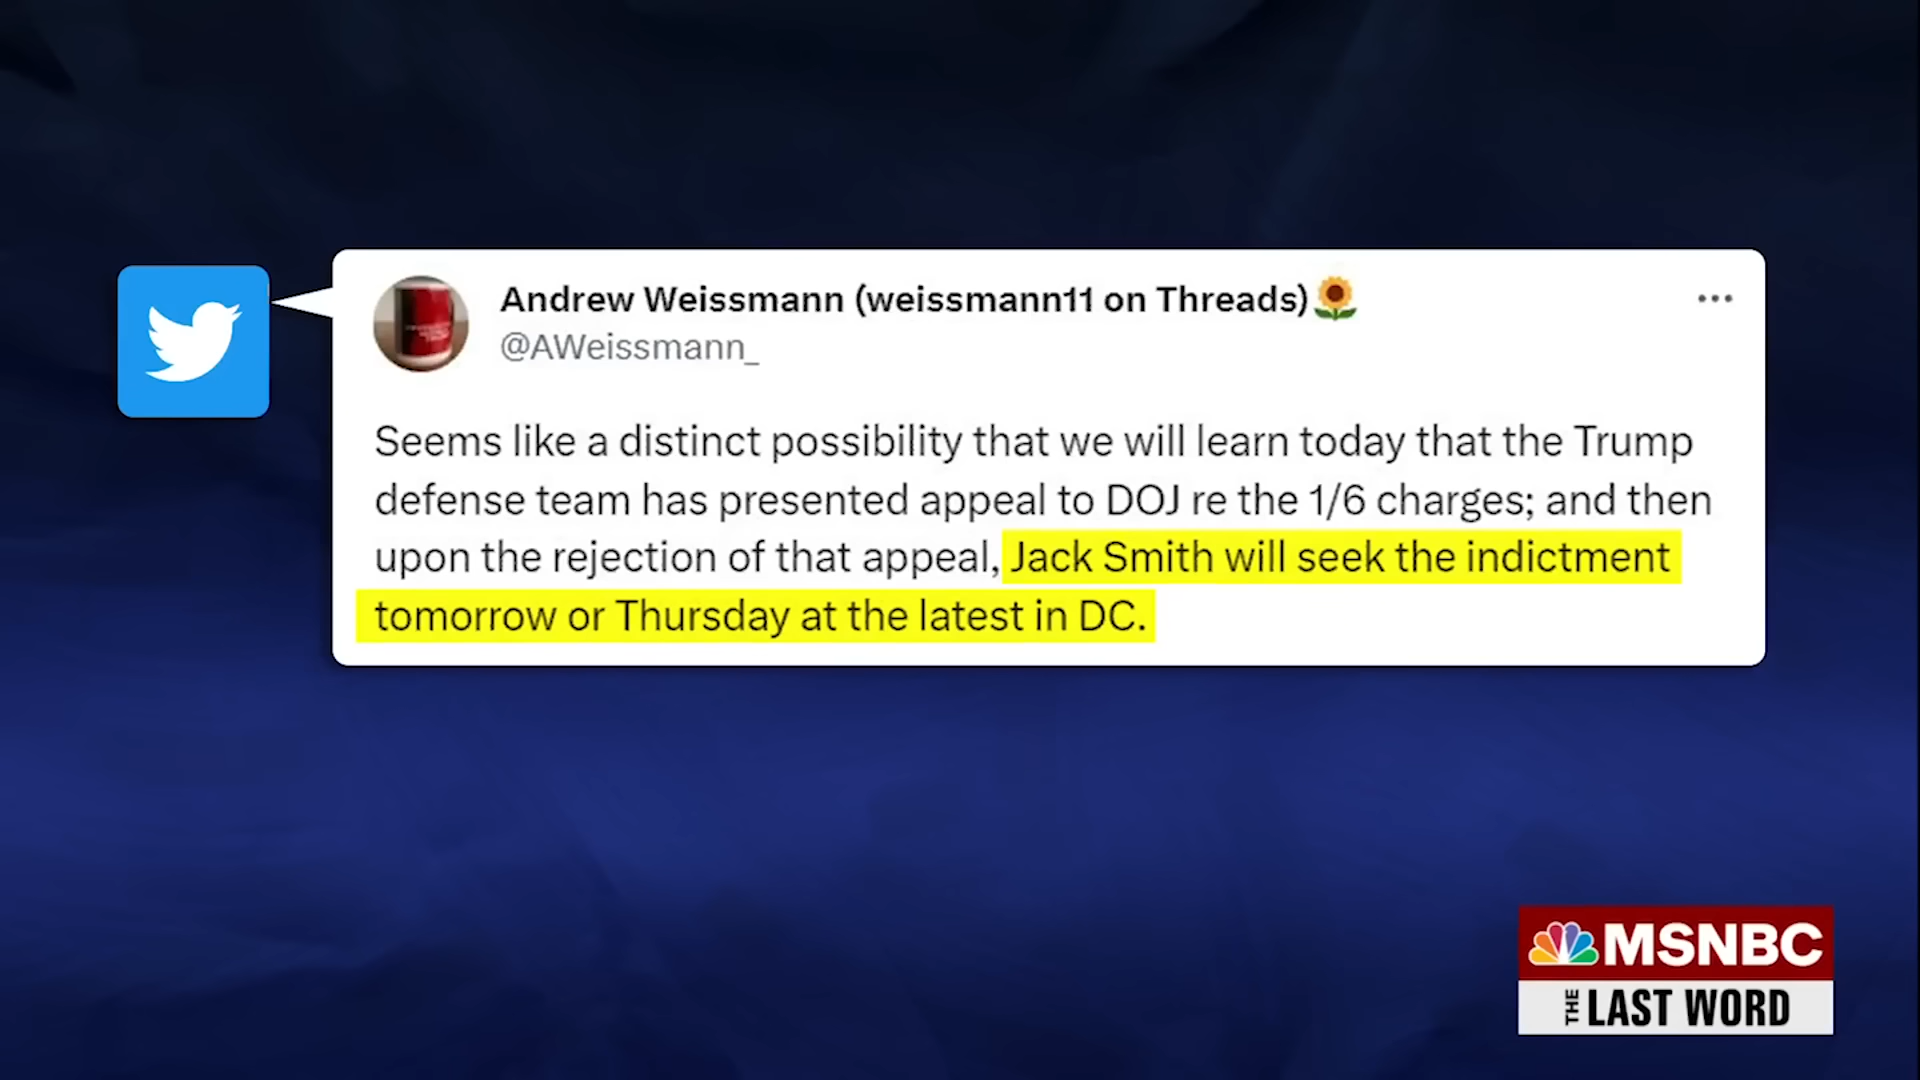 Andrew Weissmann (weissmann11 on Threads)🌻
@AWeissmann_
Seems like a distinct possibility that we will learn today that the Trump
defense team has presented appeal to DOJ re the 1/6 charges; and then
upon the rejection of that appeal, Jack Smith will seek the indictment
tomorrow or Thursday at the latest in DC.
MSNBC
THE LAST WORD